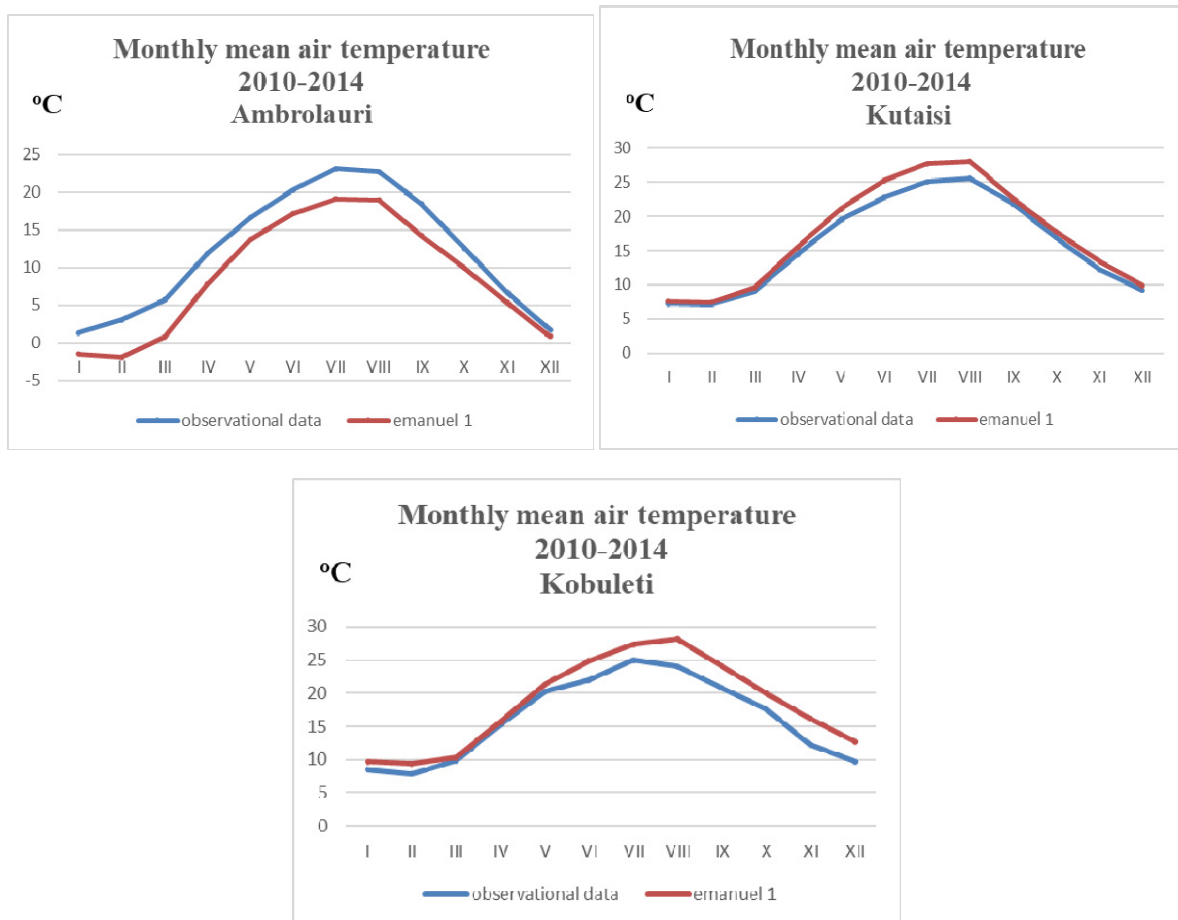 Monthly mean air temperature
2010-2014
Ambrolauri
ºC
25
20
15
10
5
0
-5
I II III IV V VI VII VIII IX X XI XII
observational data emanuel 1
Monthly mean air temperature
2010-2014
Kutaisi
ºC
30
25
20
15
10
5
0
I II III IV V VI VII VIII IX X XI XII
observational data emanuel 1
Monthly mean air temperature
2010-2014
Kobuleti
ºC
30
25
20
15
10
5
0
I II III IV V VI VII VIII IX X XI XII
observational data emanuel 1